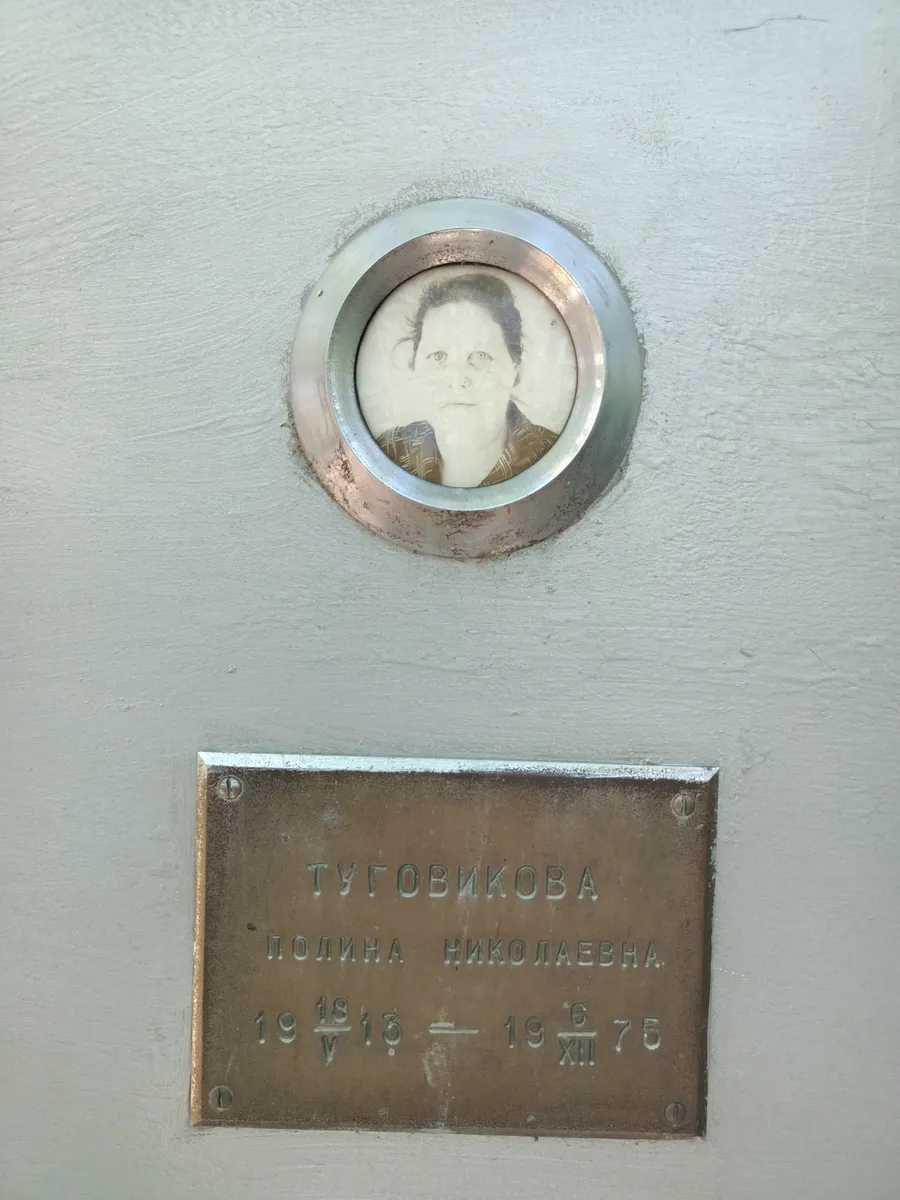 ТУГОВИКОВА
ПОЛИНА НИКОЛАЕВНА
19 18/V 13 — 19 6/XII 75